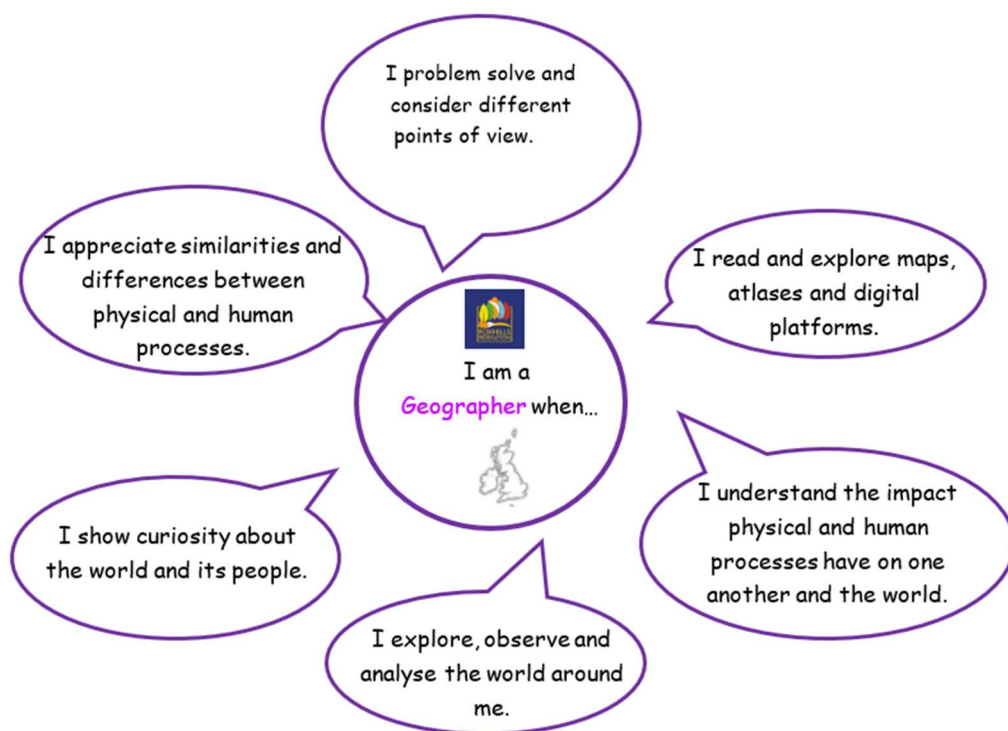 I problem solve and
consider different
points of view.
I appreciate similarities and
differences between
physical and human
processes.
I read and explore maps,
atlases and digital
platforms.
I am a
Geographer when...
I understand the impact
physical and human
processes have on one
another and the world.
I show curiosity about
the world and its people.
I explore, observe and
analyse the world around
me.